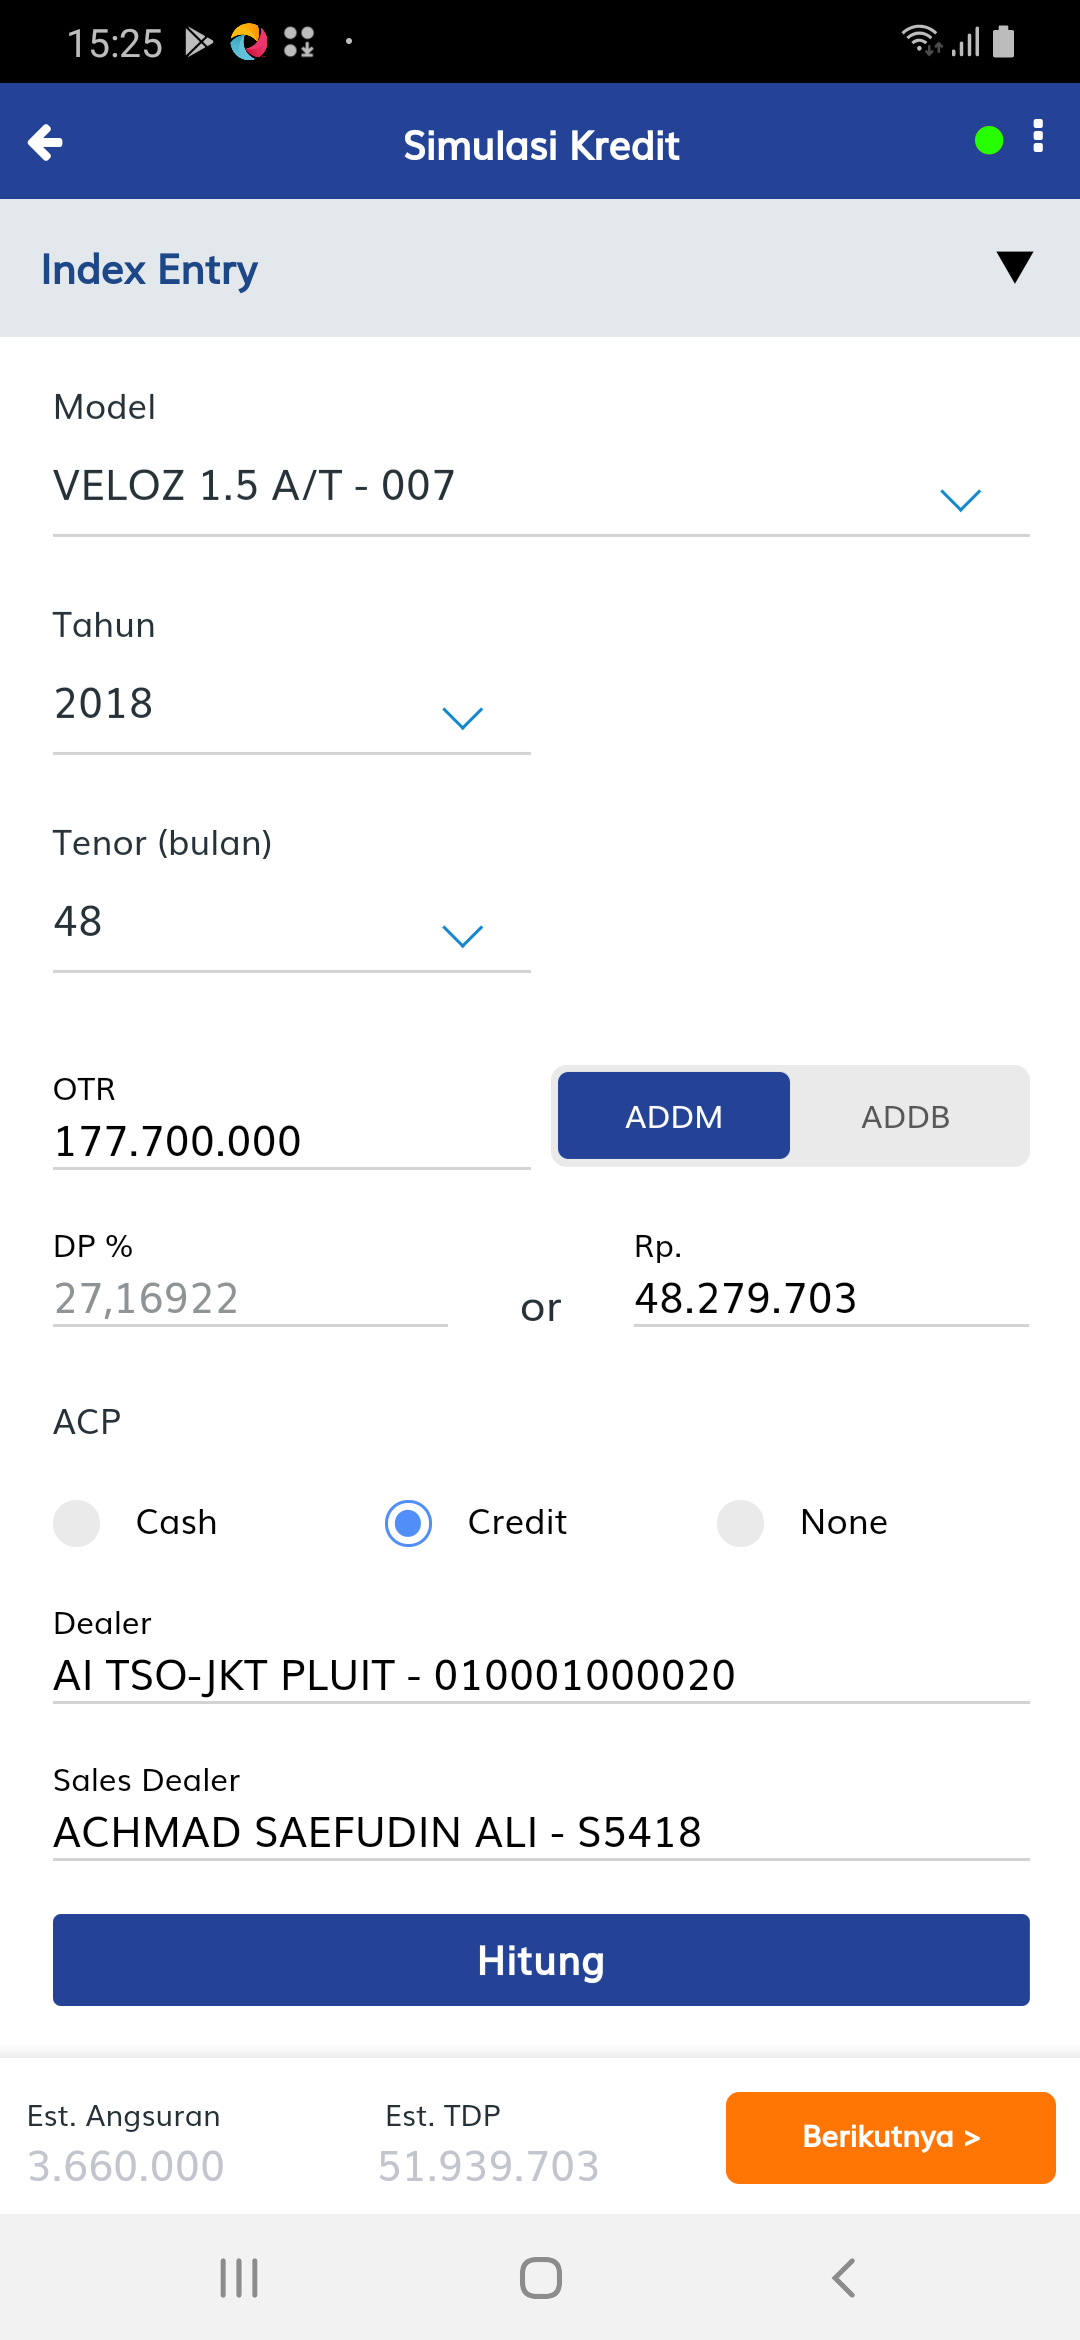 15:25
Simulasi Kredit
Index Entry
Model
VELOZ 1.5 A/T - 007
Tahun
2018
Tenor (bulan)
48
OTR
177.700.000
ADDM
ADDB
DP %
27,16922
or
Rp.
48.279.703
ACP
Cash
Credit
None
Dealer
AI TSO-JKT PLUIT - 010001000020
Sales Dealer
ACHMAD SAEFUDIN ALI - S5418
Hitung
Est. Angsuran
3.660.000
Est. TDP
51.939.703
Berikutnya >